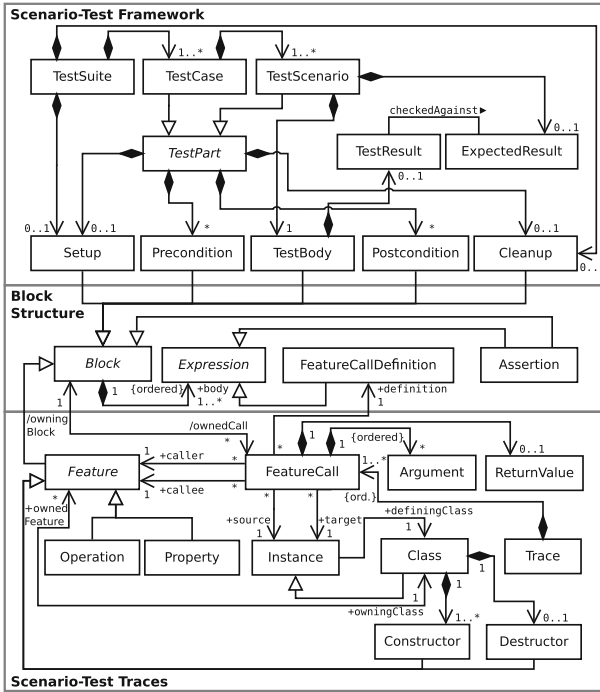 Scenario-Test Framework
1..*
1..*
TestSuite
TestCase
TestScenario
checkedAgainst
0..1
TestPart
TestResult
ExpectedResult
0..1
0..1
0..1
*
1
*
0..1
Setup
Precondition
TestBody
Postcondition
Cleanup
0..
Block
Structure
Block
Expression
FeatureCallDefinition
Assertion
1
{ordered}
+body
+definition
1
1..*
1
/owning
Block
/ownedCall
*
*
1
1
{ordered}
*
0..1
1
+caller
*
1..*
Feature
FeatureCall
Argument
ReturnValue
1
+callee
*
{ord.}
*
+owned
Feature
*
*
+definingClass
+source
+target
1
1
1
Operation
Property
Instance
Class
Trace
1
1
1
+owningClass
1..*
0..1
Constructor
Destructor
Scenario-Test Traces